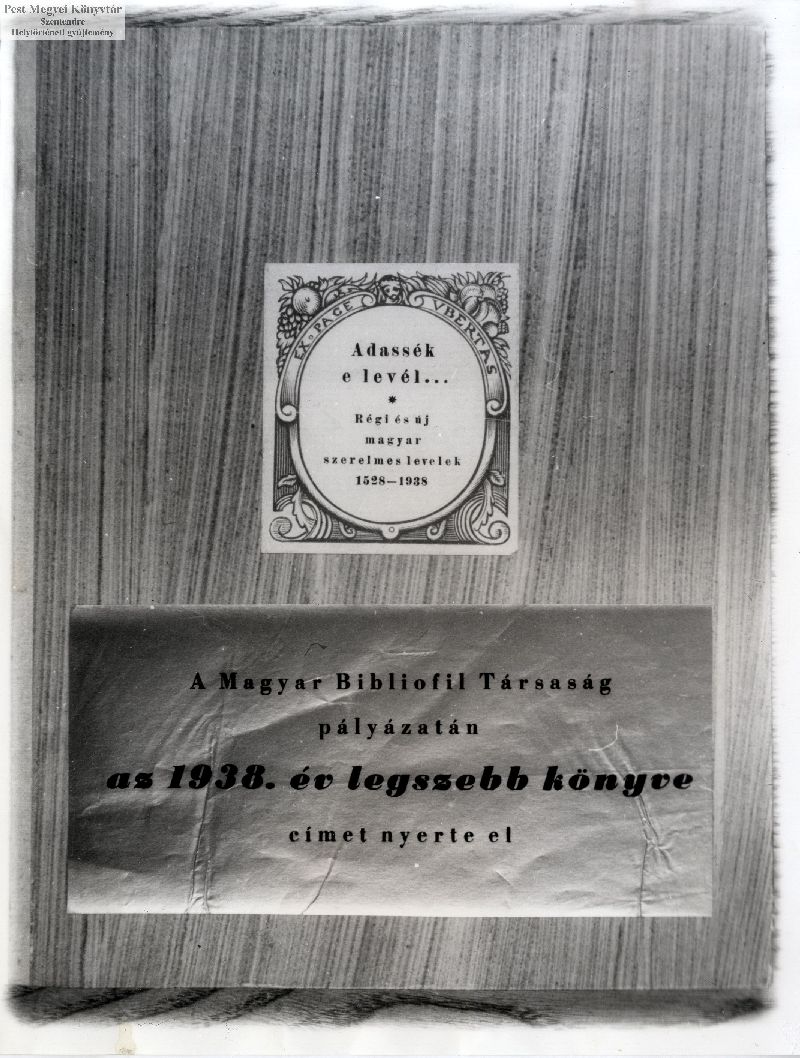 Pest Megyei Könyvtár
Szentendre
Helytörténeti gyűjtemény
EX PACE VBERTAS
Adassék
e levél...
*
Régi és új
magyar
szerelmes levelek
1528—1938
A Magyar Bibliofil Társaság
pályázatán
az 1938. év legszebb könyve
címet nyerte el